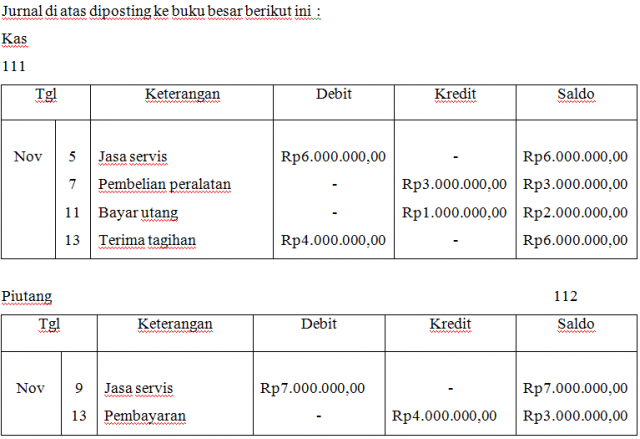 Jurnal di atas diposting ke buku besar berikut ini :
Kas
111
Tgl Keterangan Debit Kredit Saldo
Nov 5 Jasa servis Rp6.000.000,00 - Rp6.000.000,00
7 Pembelian peralatan - Rp3.000.000,00 Rp3.000.000,00
11 Bayar utang - Rp1.000.000,00 Rp2.000.000,00
13 Terima tagihan Rp4.000.000,00 - Rp6.000.000,00
Piutang 112
Tgl Keterangan Debit Kredit Saldo
Nov 9 Jasa servis Rp7.000.000,00 - Rp7.000.000,00
13 Pembayaran - Rp4.000.000,00 Rp3.000.000,00